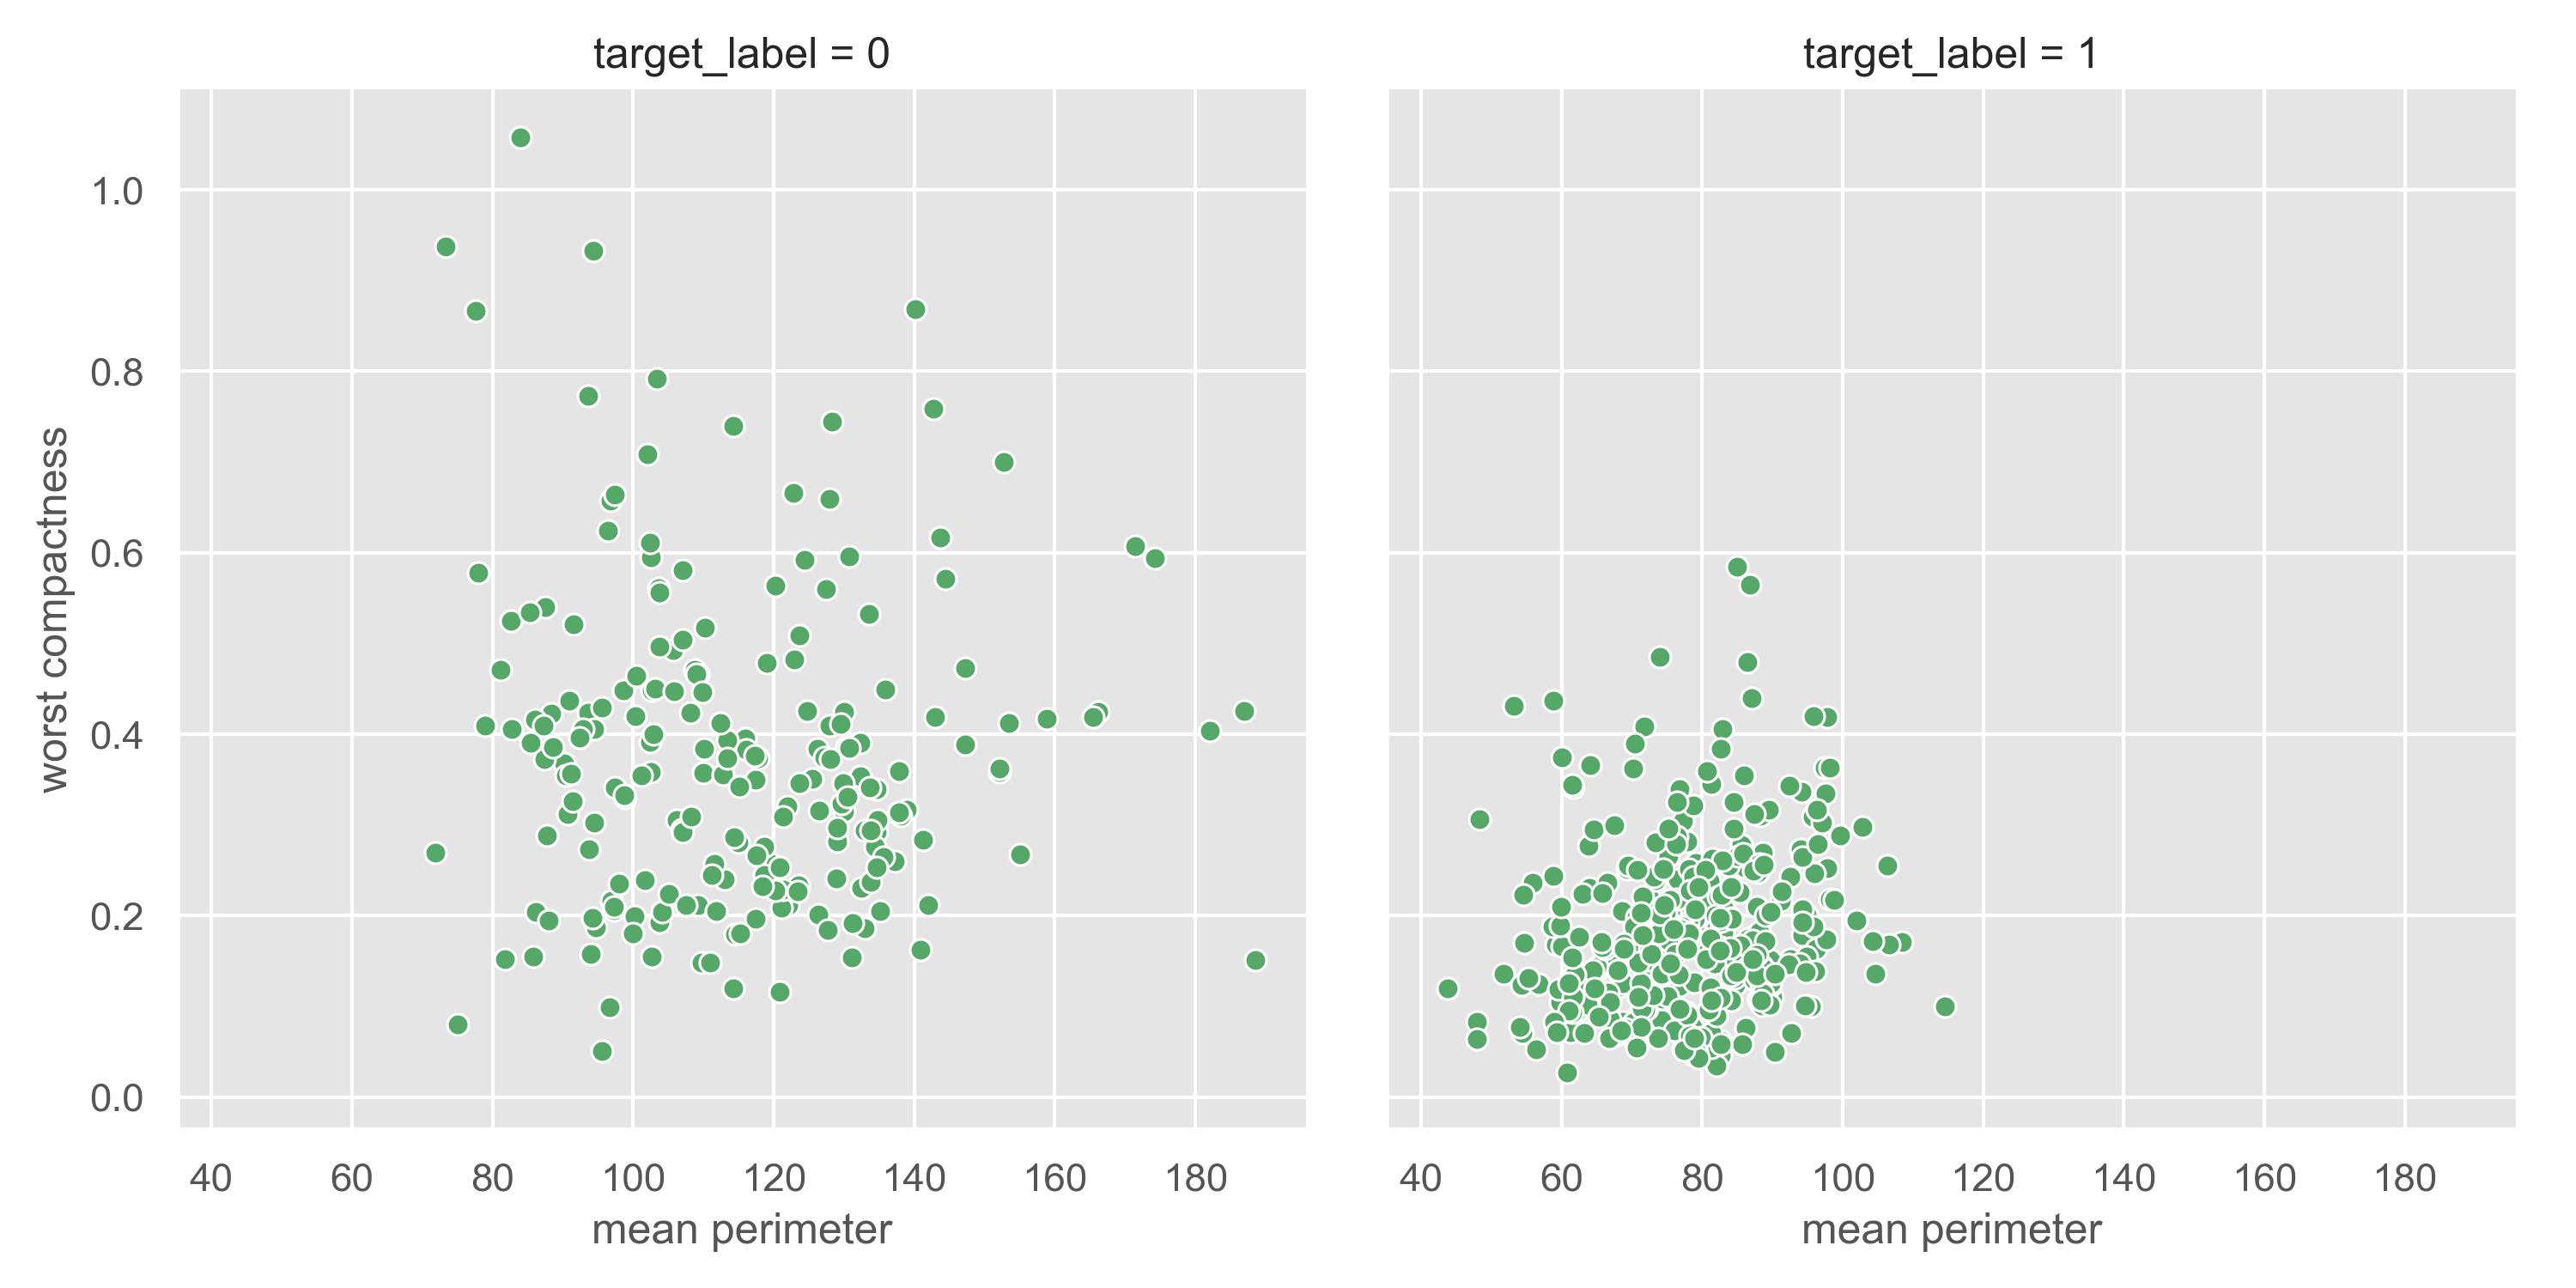 target_label = 0
target_label = 1
worst compactness
1.0
0.8
0.6
0.4
0.2
0.0
40 60 80 100 120 140 160 180
40 60 80 100 120 140 160 180
mean perimeter
mean perimeter